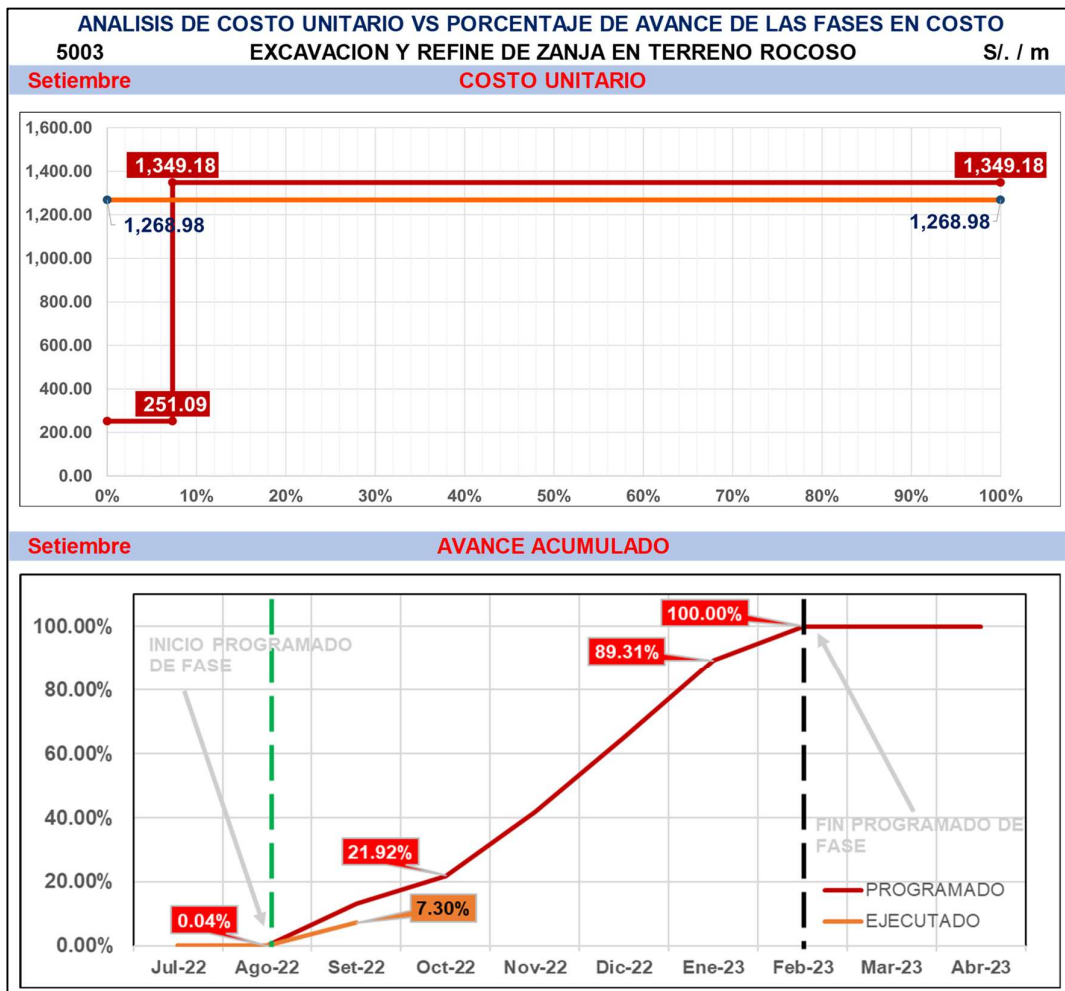 ANALISIS DE COSTO UNITARIO VS PORCENTAJE DE AVANCE DE LAS FASES EN COSTO
5003 EXCAVACION Y REFINE DE ZANJA EN TERRENO ROCOSO S/. / m
Setiembre COSTO UNITARIO
1,600.00
1,400.00
1,200.00
1,000.00
800.00
600.00
400.00
200.00
0.00
1,349.18 1,349.18
1,268.98 1,268.98
251.09
0% 10% 20% 30% 40% 50% 60% 70% 80% 90% 100%
Setiembre AVANCE ACUMULADO
100.00%
80.00%
60.00%
40.00%
20.00%
0.00%
INICIO PROGRAMADO
DE FASE
100.00%
89.31%
21.92%
7.30%
0.04%
FIN PROGRAMADO DE
FASE
PROGRAMADO
EJECUTADO
Jul-22 Ago-22 Set-22 Oct-22 Nov-22 Dic-22 Ene-23 Feb-23 Mar-23 Abr-23